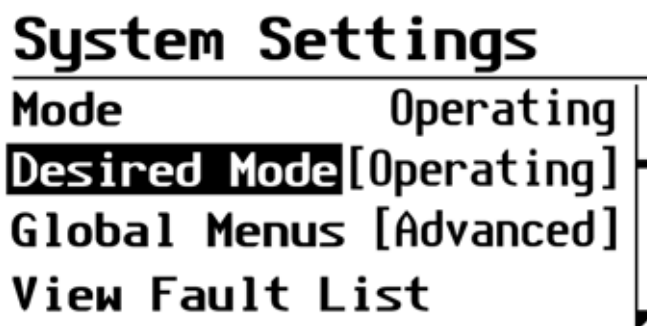 System Settings
Mode Operating
Desired Mode[Operating]
Global Menus [Advanced]
View Fault List